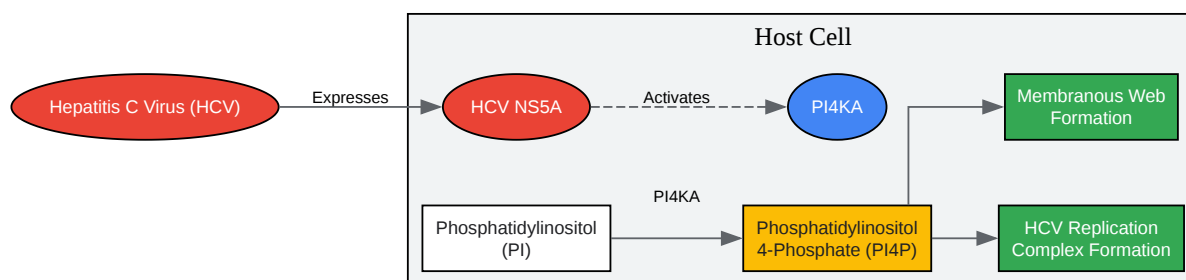 Host Cell
Hepatitis C Virus (HCV)
Expresses
HCV NS5A
Activates
PI4KA
Membranous Web
Formation
Phosphatidylinositol
(PI)
PI4KA
Phosphatidylinositol
4-Phosphate (PI4P)
HCV Replication
Complex Formation